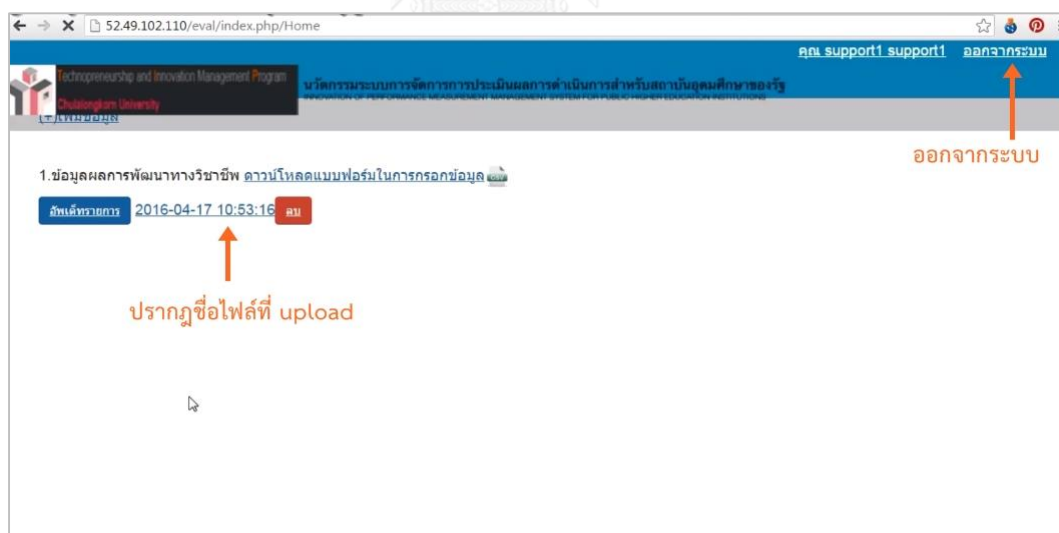 52.49.102.110/eval/index.php/Home
คุณ support1 support1 ออกจากระบบ
Technopreneurship and Innovation Management Program
Chulalongkorn University
นวัตกรรมระบบการจัดการการประเมินผลการดำเนินการสำหรับสถาบันอุดมศึกษาของรัฐ
INNOVATION OF PERFORMANCE MEASUREMENT MANAGEMENT SYSTEM FOR PUBLIC HIGHER EDUCATION INSTITUTIONS
(+)เพิ่มข้อมูล
ออกจากระบบ
1.ข้อมูลผลการพัฒนาทางวิชาชีพ ดาวน์โหลดแบบฟอร์มในการกรอกข้อมูล
อัพเด็ทรายการ 2016-04-17 10:53:16 ลบ
ปรากฎชื่อไฟล์ที่ upload